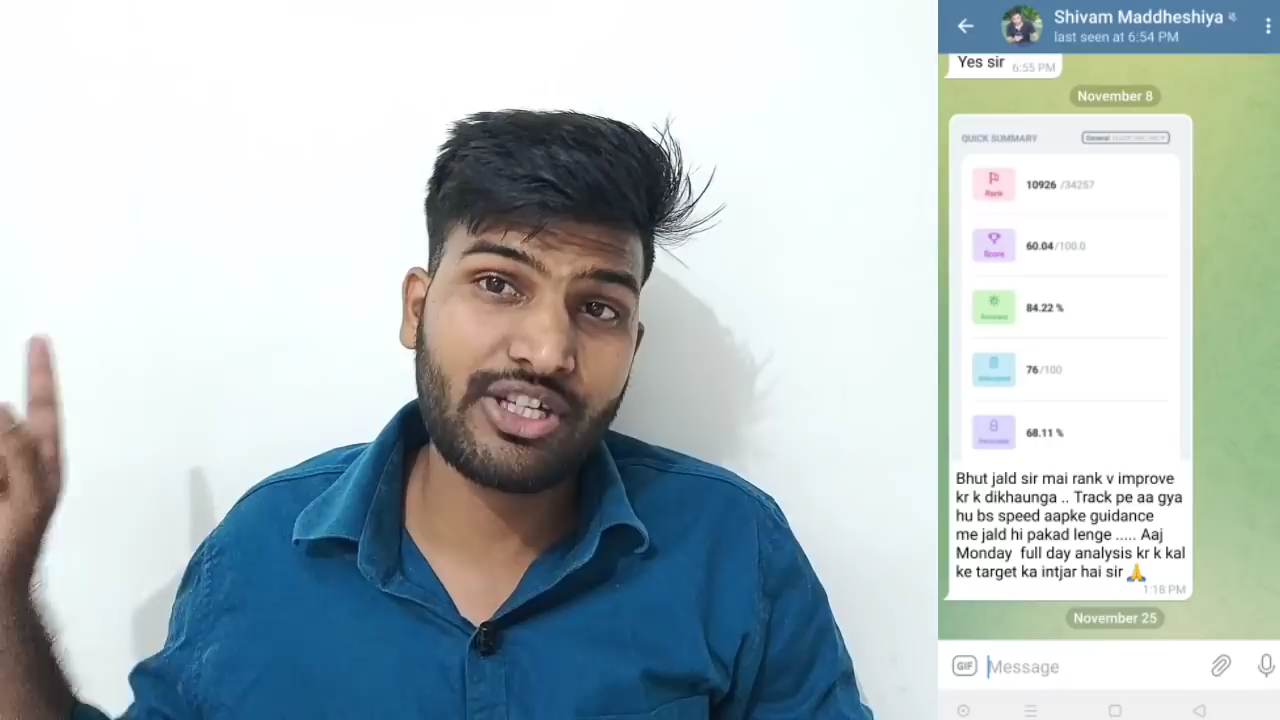 Shivam Maddheshiya
last seen at 6:54 PM
Yes sir 6:55 PM
November 8
QUICK SUMMARY
General
Rank
10926 /34257
Score
60.04/100.0
84.22 %
76/100
68.11 %
Bhut jald sir mai rank v improve
kr k dikhaunga .. Track pe aa gya
hu bs speed aapke guidance
me jald hi pakad lenge ..... Aaj
Monday full day analysis kr k kal
ke target ka intjar hai sir 🙏
1:18 PM
November 25
GIF Message